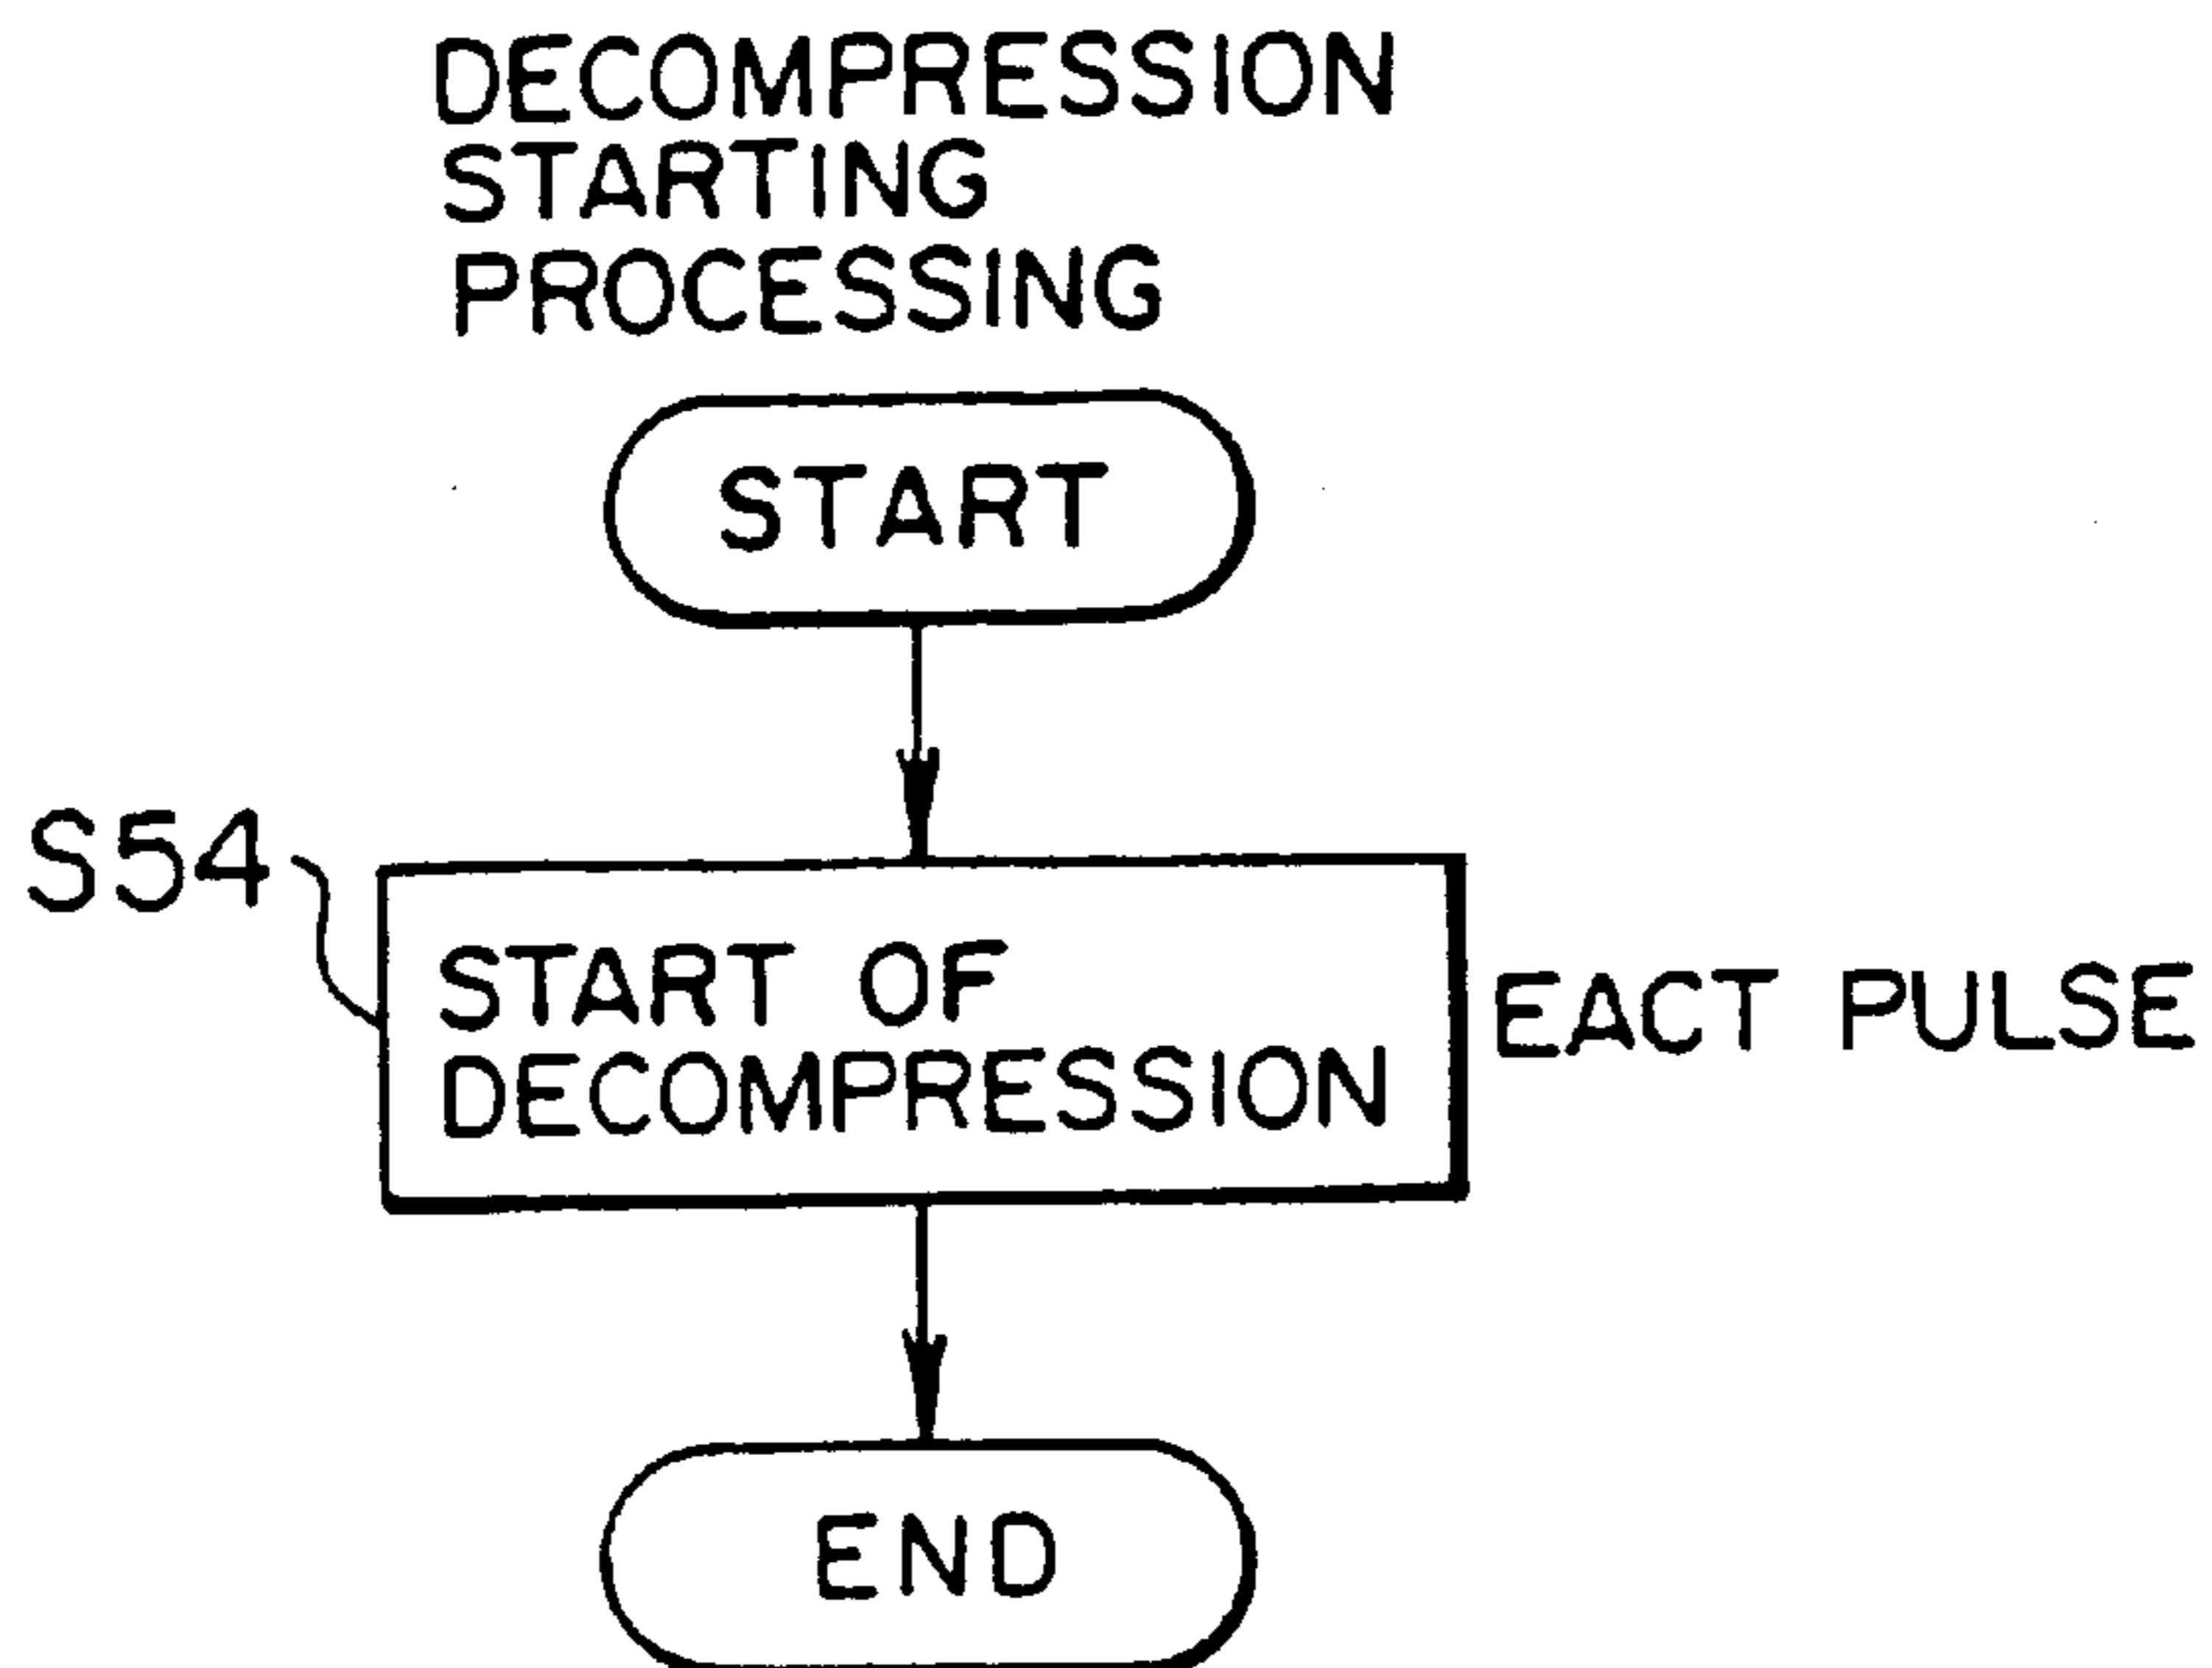 DECOMPRESSION
STARTING
PROCESSING
START
S54
START OF
DECOMPRESSION
EACT PULSE
END